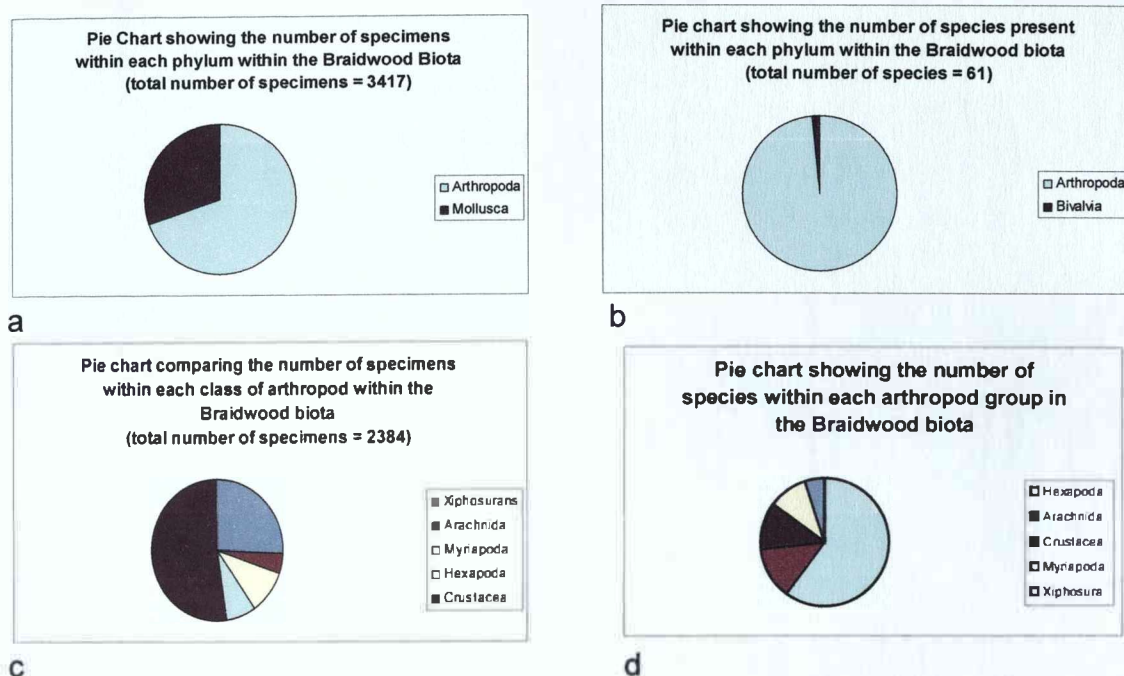 Pie Chart showing the number of specimens
within each phylum within the Braidwood Biota
(total number of specimens = 3417)
Arthropoda
Mollusca
a
Pie chart showing the number of species present
within each phylum within the Braidwood biota
(total number of species = 61)
Arthropoda
Bivalvia
b
Pie chart comparing the number of specimens
within each class of arthropod within the
Braidwood biota
(total number of specimens = 2384)
Xiphosurans
Arachnida
Myriapoda
Hexapoda
Crustacea
c
Pie chart showing the number of
species within each arthropod group in
the Braidwood biota
Hexapoda
Arachnida
Crustacea
Myriapoda
Xiphosura
d